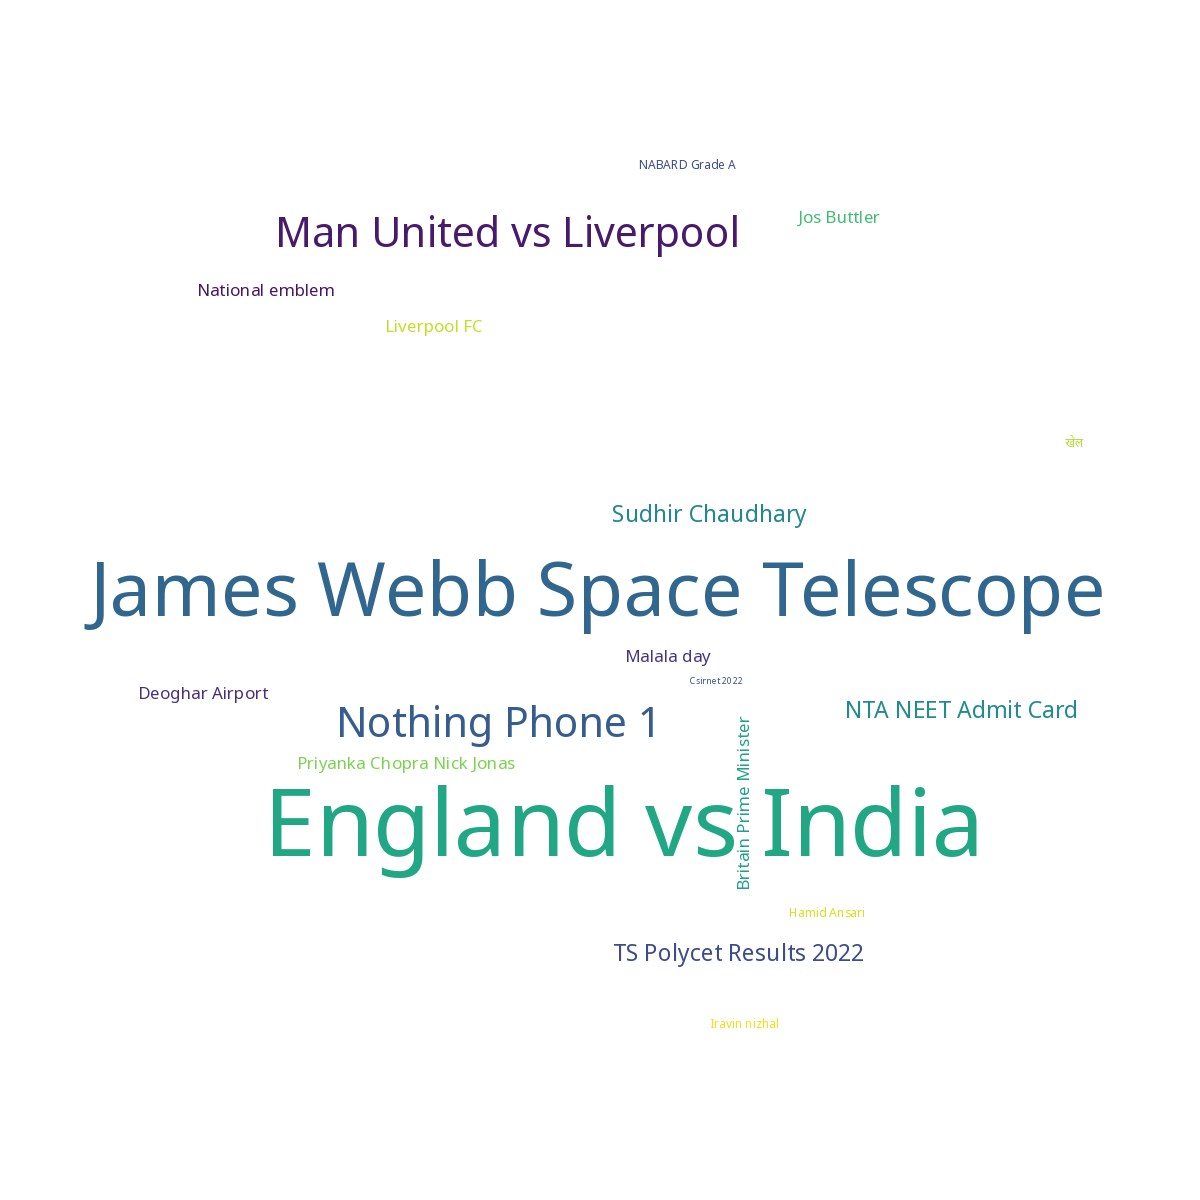 NABARD Grade A
Man United vs Liverpool
Jos Buttler
National emblem
Liverpool FC
खेल
Sudhir Chaudhary
James Webb Space Telescope
Malala day
Csirnet 2022
Deoghar Airport
Nothing Phone 1
NTA NEET Admit Card
Priyanka Chopra Nick Jonas
Britain Prime Minister
England vs India
Hamid Ansari
TS Polycet Results 2022
Iravin nizhal